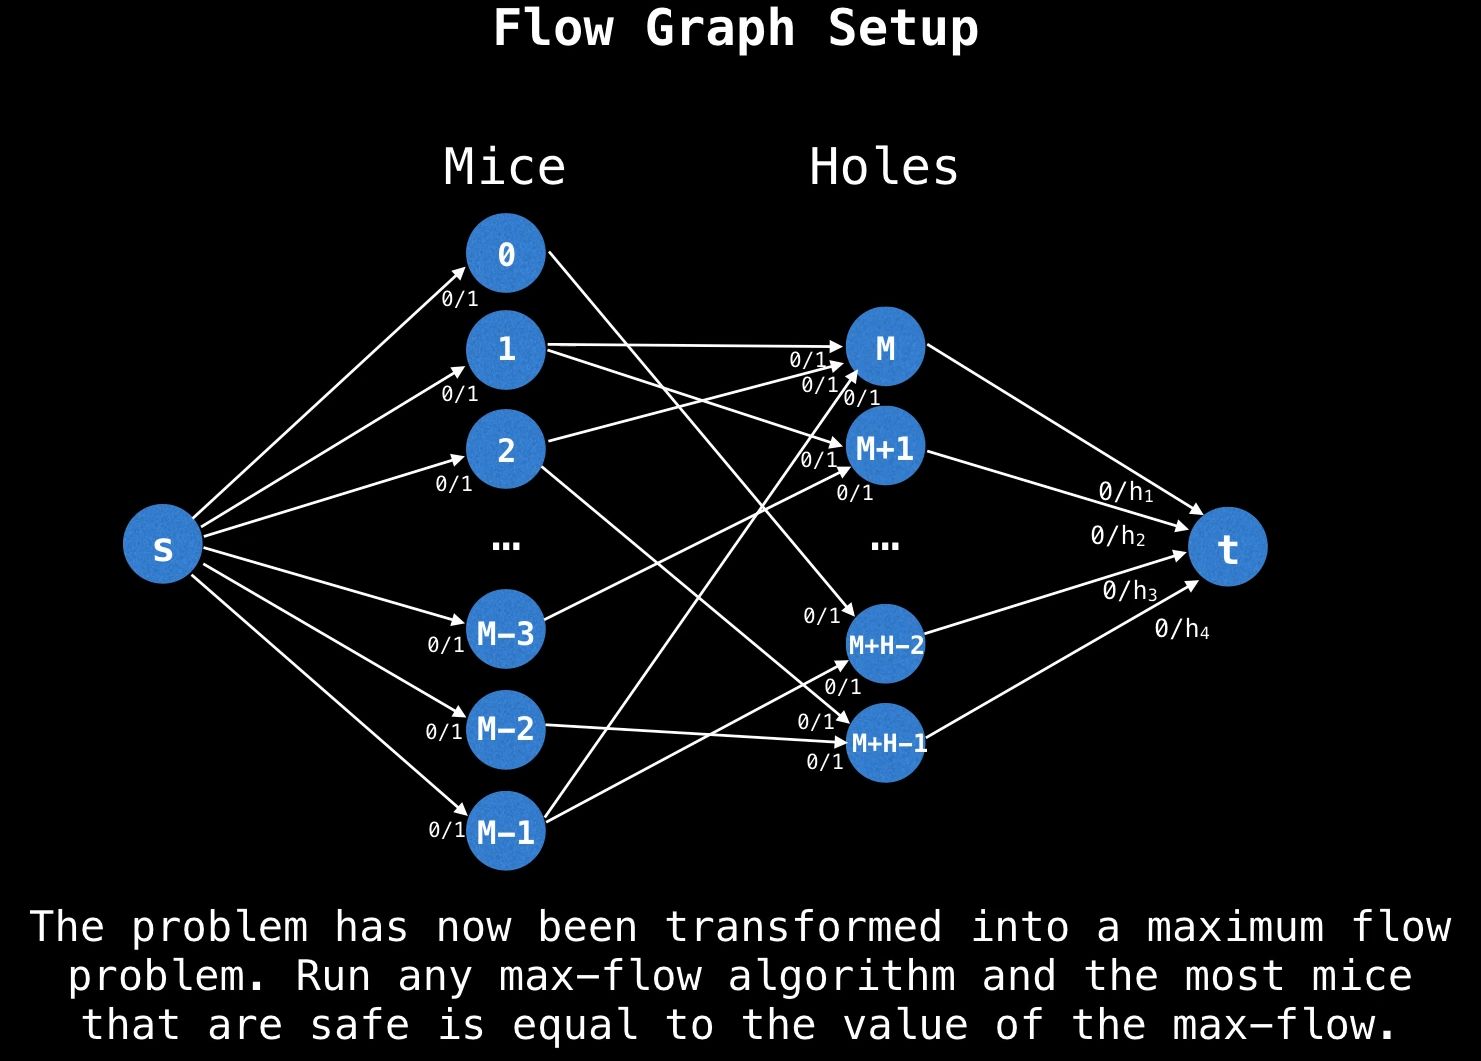 Flow Graph Setup
Mice
Holes
0
0/1
1
0/1
2
0/1
…
M-3
0/1
M-2
0/1
M-1
0/1
s
0/1
M
0/1
0/1
M+1
0/1
0/1
…
0/1
M+H-2
0/1
0/1
M+H-1
0/1
0/h₁
0/h₂
0/h₃
0/h₄
t
The problem has now been transformed into a maximum flow
problem. Run any max-flow algorithm and the most mice
that are safe is equal to the value of the max-flow.